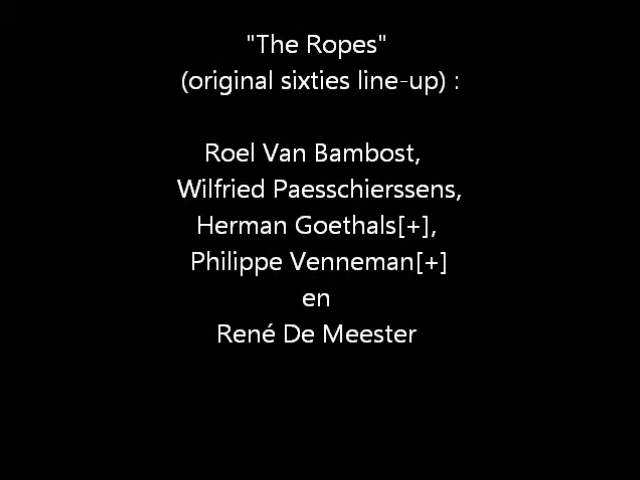 "The Ropes"
(original sixties line-up) :
Roel Van Bambost,
Wilfried Paesschierssens,
Herman Goethals[+],
Philippe Venneman[+]
en
René De Meester